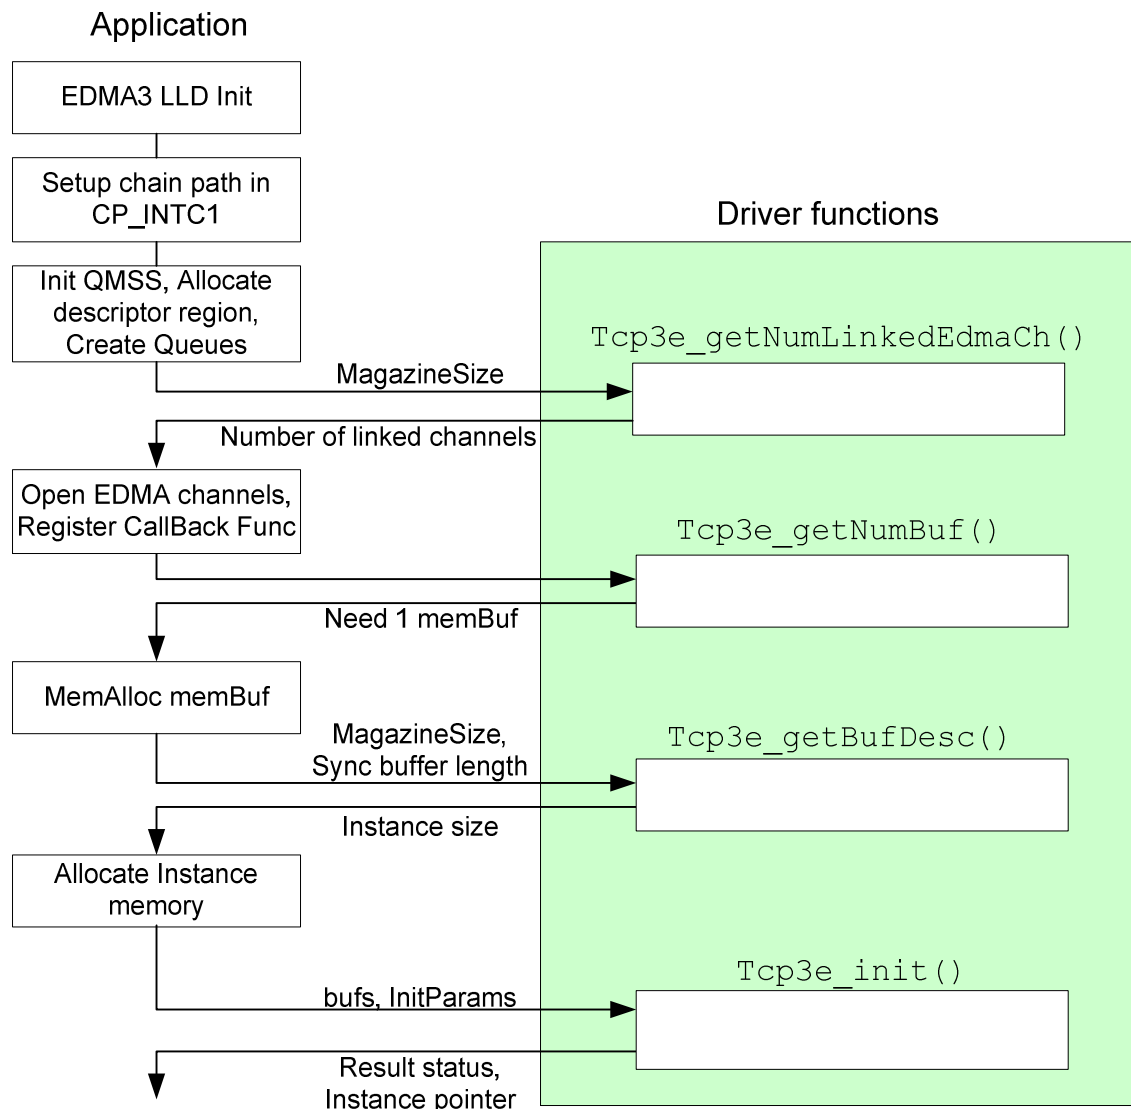 Application
EDMA3 LLD Init
Setup chain path in
CP_INTC1
Driver functions
Init QMSS, Allocate
descriptor region,
Create Queues
Tcp3e_getNumLinkedEdmaCh()
MagazineSize
Number of linked channels
Open EDMA channels,
Register CallBack Func
Tcp3e_getNumBuf()
Need 1 memBuf
MemAlloc memBuf
MagazineSize,
Sync buffer length
Tcp3e_getBufDesc()
Instance size
Allocate Instance
memory
Tcp3e_init()
bufs, InitParams
Result status,
Instance pointer